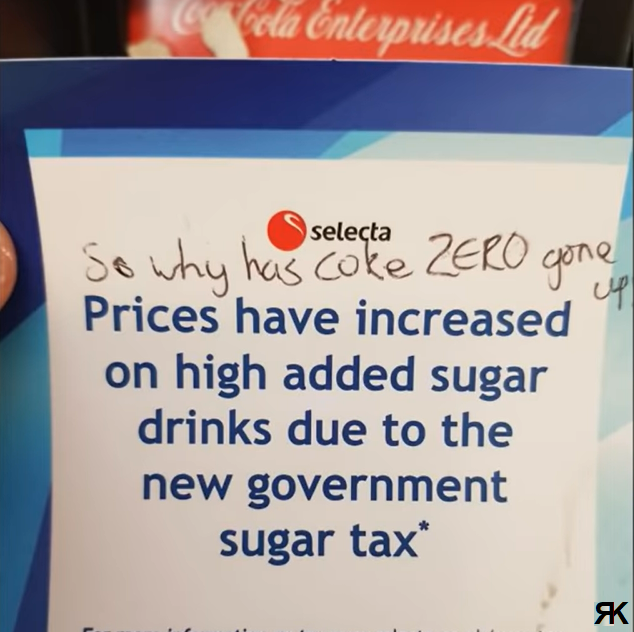 Coca-Cola Enterprises Ltd
selecta
So why has coke ZERO gone
up
Prices have increased
on high added sugar
drinks due to the
new government
sugar tax*
RK